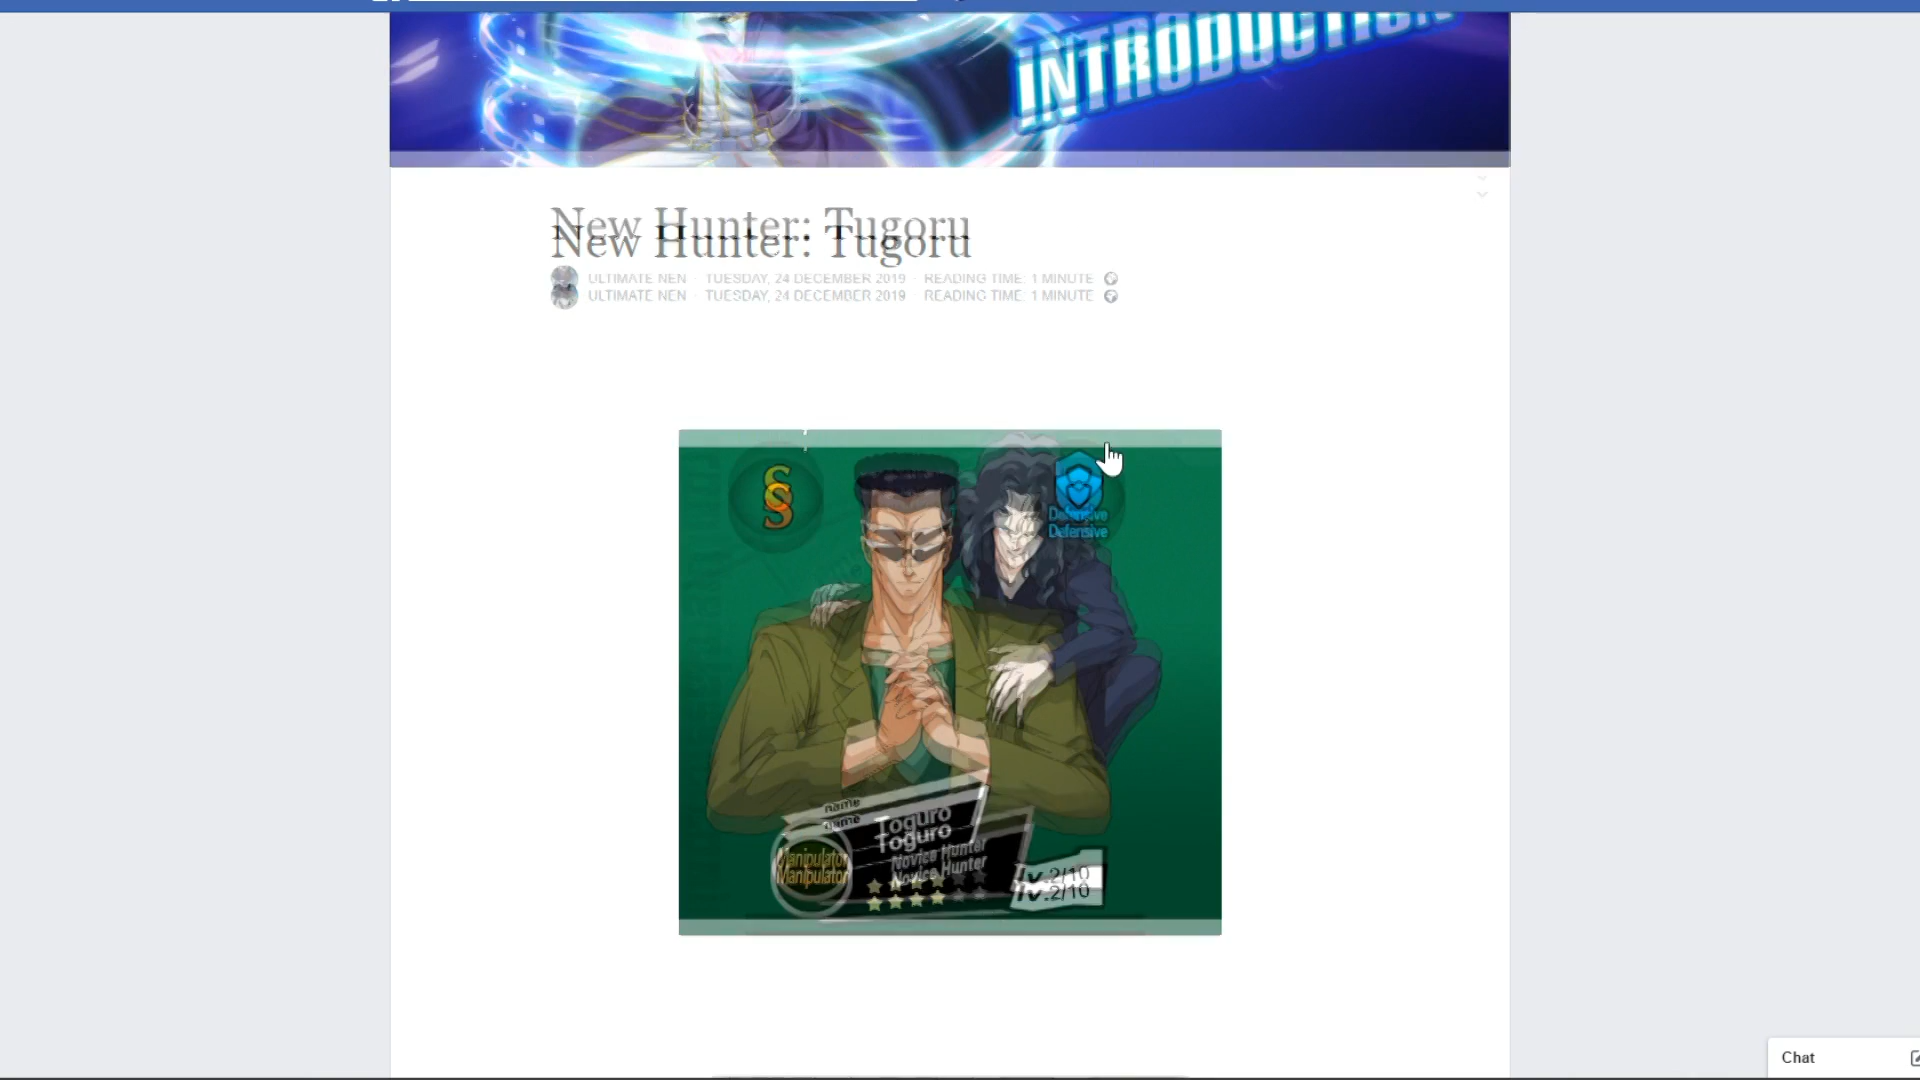 INTRODUCTION
New Hunter: Tugoru
ULTIMATE NEN · TUESDAY, 24 DECEMBER 2019 · READING TIME: 1 MINUTE
S
Defensive
name
Toguro
Novice Hunter
Manipulator
lv.2/10
Chat